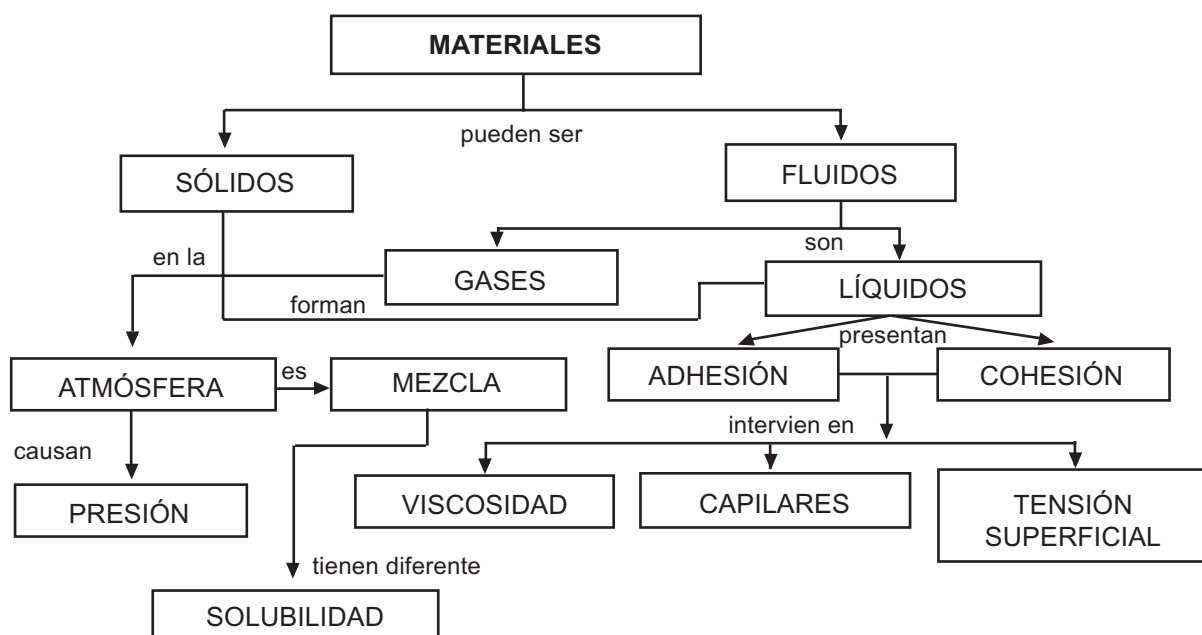 MATERIALES
pueden ser
SÓLIDOS
FLUIDOS
son
en la
GASES
LÍQUIDOS
forman
presentan
ATMÓSFERA
es
MEZCLA
ADHESIÓN
COHESIÓN
intervien en
causan
PRESIÓN
VISCOSIDAD
CAPILARES
TENSIÓN
SUPERFICIAL
tienen diferente
SOLUBILIDAD